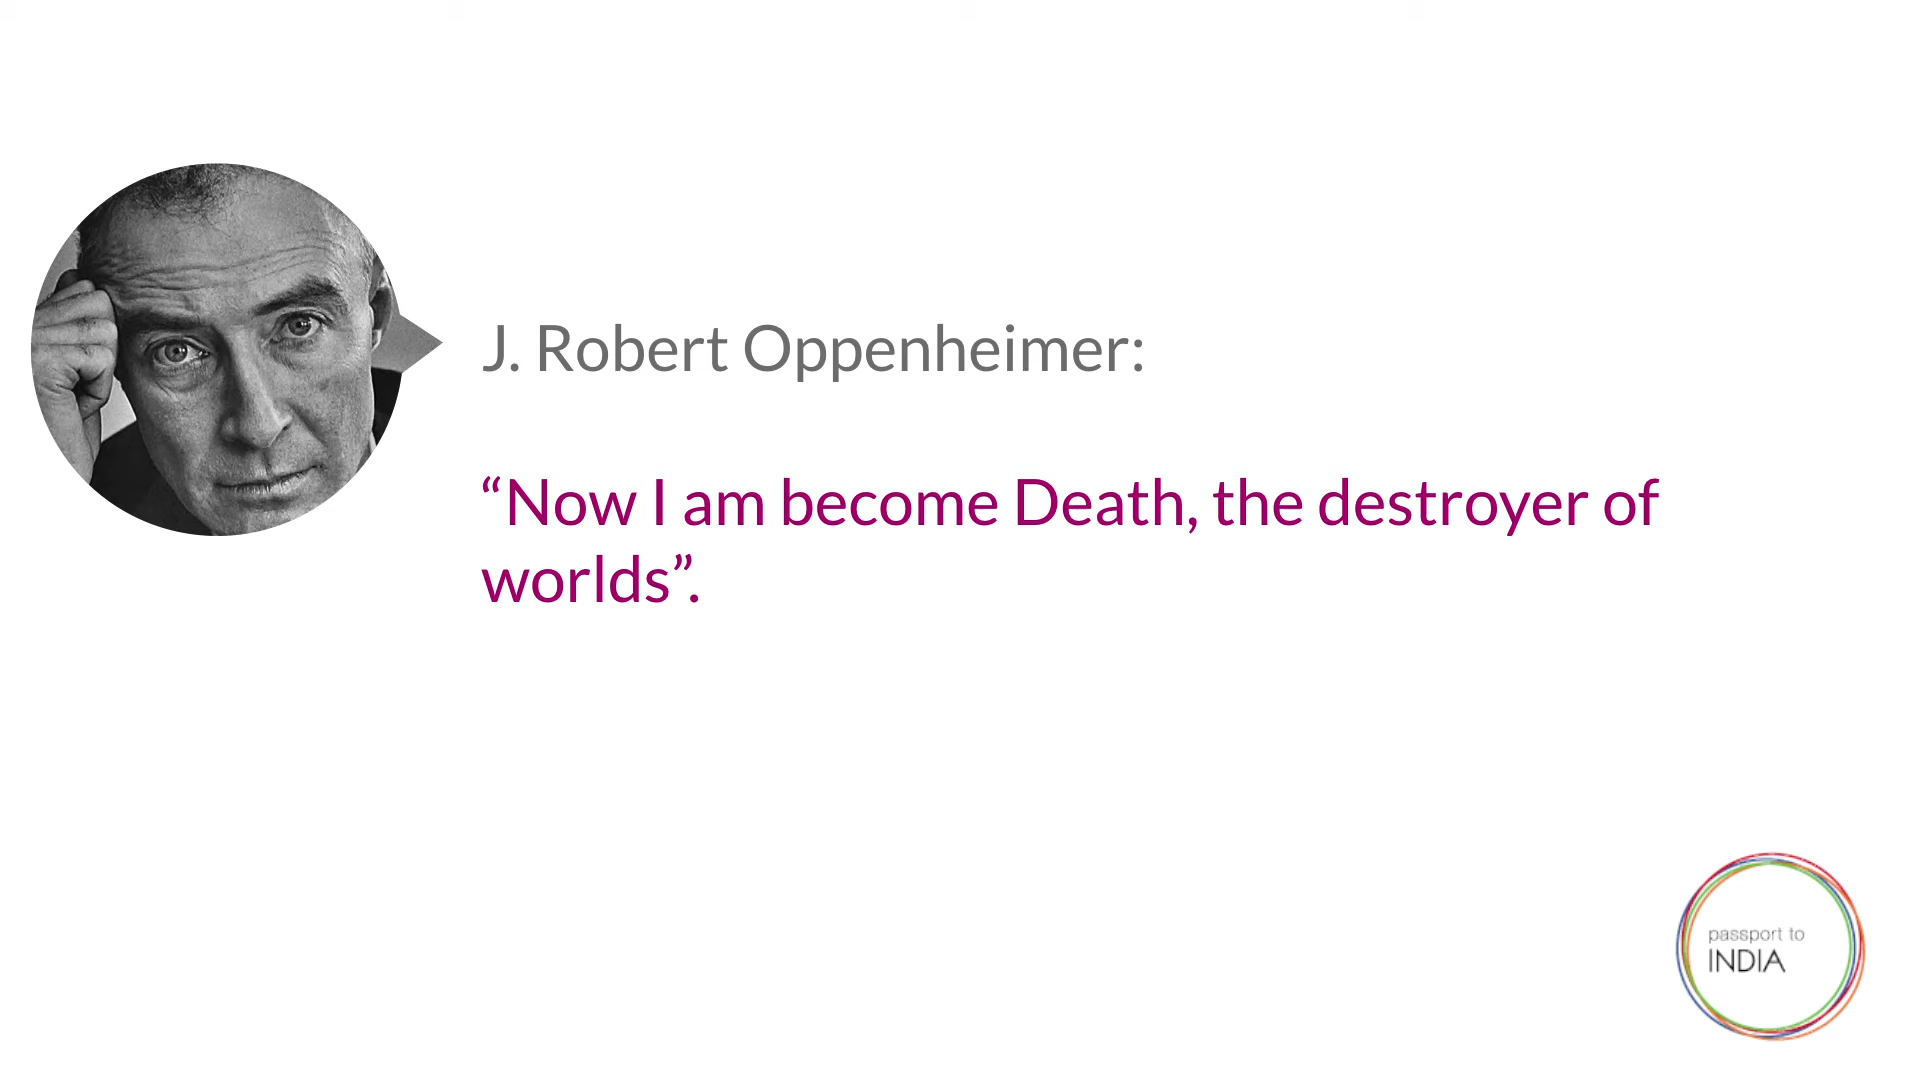 J. Robert Oppenheimer:
“Now I am become Death, the destroyer of
worlds”.
passport to
INDIA